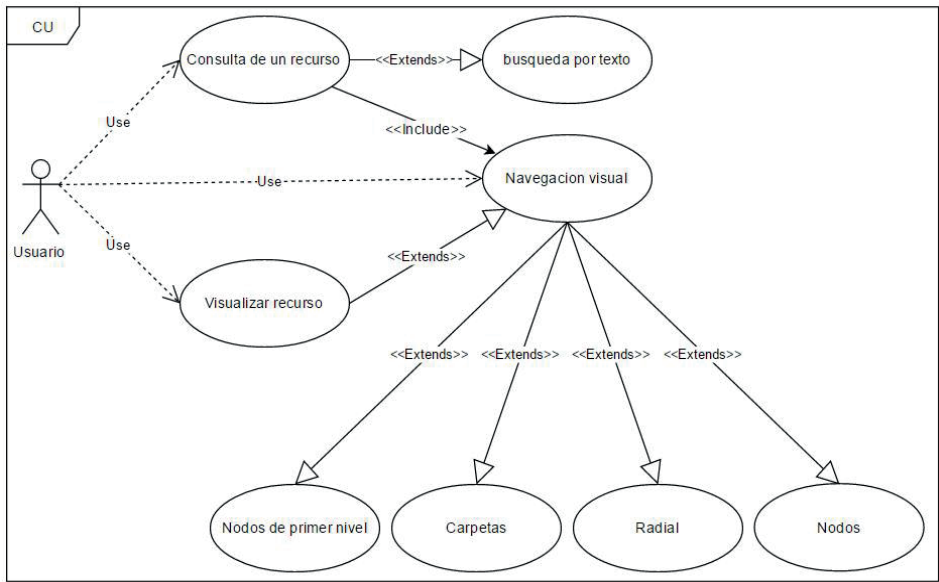 CU
Consulta de un recurso
<<Extends>>
busqueda por texto
Use
<<Include>>
Use
Navegacion visual
Usuario
Use
<<Extends>>
Visualizar recurso
<<Extends>>
<<Extends>>
<<Extends>>
<<Extends>>
Nodos de primer nivel
Carpetas
Radial
Nodos